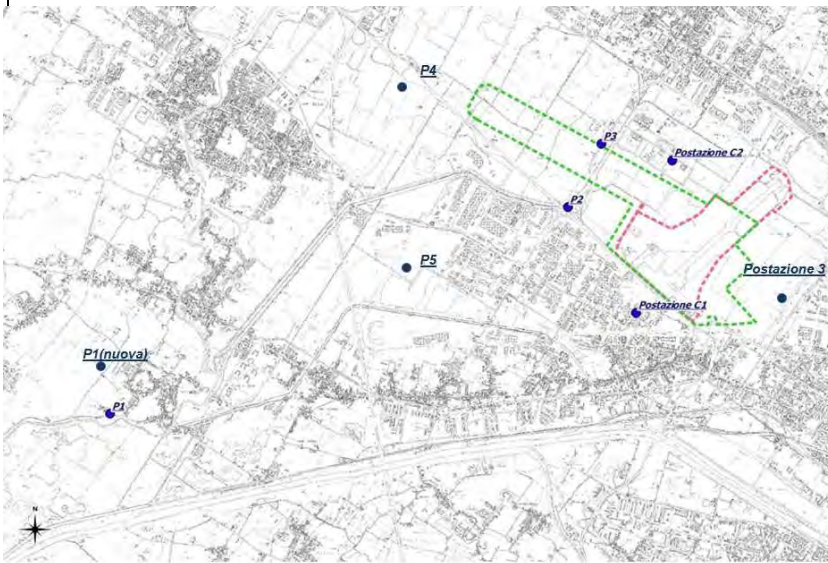 P4
P3
Postazione C2
P2
P5
Postazione 3
Postazione C1
P1(nuova)
P1
N